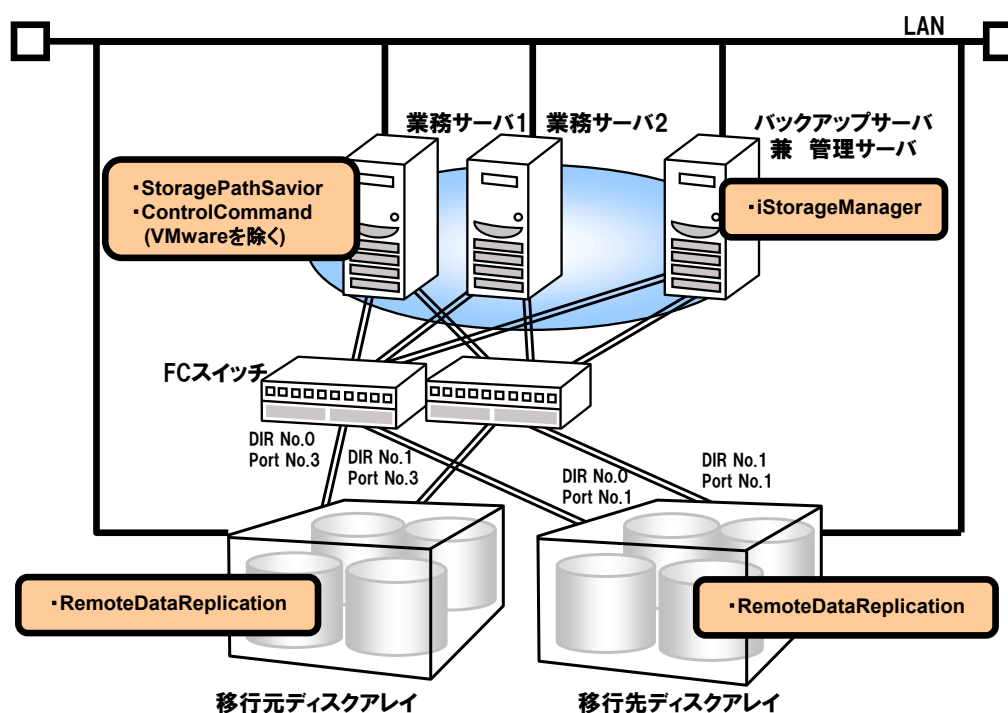 LAN
業務サーバ1
業務サーバ2
バックアップサーバ
兼 管理サーバ
・StoragePathSavior
・ControlCommand
(VMwareを除く)
・iStorageManager
FCスイッチ
DIR No.0
Port No.3
DIR No.1
Port No.3
DIR No.0
Port No.1
DIR No.1
Port No.1
・RemoteDataReplication
・RemoteDataReplication
移行元ディスクアレイ
移行先ディスクアレイ